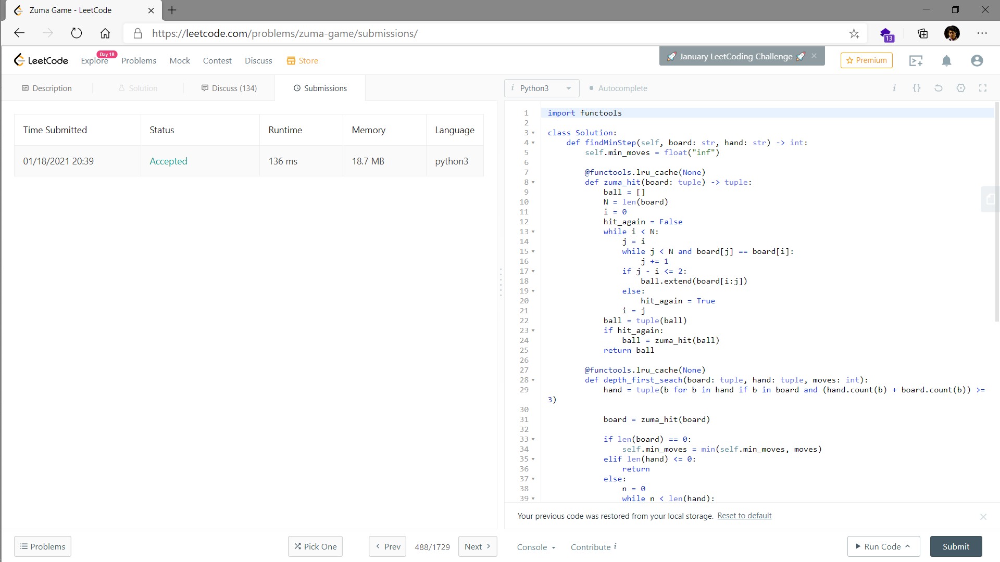 Zuma Game - LeetCode
https://leetcode.com/problems/zuma-game/submissions/
13
LeetCode
Explore
Day 18
Problems
Mock
Contest
Discuss
Store
🚀 January LeetCoding Challenge 🚀
Premium
Description
Solution
Discuss (134)
Submissions
i Python3
Autocomplete
i
{}
Time Submitted Status Runtime Memory Language
01/18/2021 20:39 Accepted 136 ms 18.7 MB python3
1 import functools
2
3 class Solution:
4     def findMinStep(self, board: str, hand: str) -> int:
5         self.min_moves = float("inf")
6
7         @functools.lru_cache(None)
8         def zuma_hit(board: tuple) -> tuple:
9             ball = []
10             N = len(board)
11             i = 0
12             hit_again = False
13             while i < N:
14                 j = i
15                 while j < N and board[j] == board[i]:
16                     j += 1
17                 if j - i <= 2:
18                     ball.extend(board[i:j])
19                 else:
20                     hit_again = True
21                 i = j
22             ball = tuple(ball)
23             if hit_again:
24                 ball = zuma_hit(ball)
25             return ball
26
27         @functools.lru_cache(None)
28         def depth_first_seach(board: tuple, hand: tuple, moves: int):
29             hand = tuple(b for b in hand if b in board and (hand.count(b) + board.count(b)) >=
3)
30
31             board = zuma_hit(board)
32
33             if len(board) == 0:
34                 self.min_moves = min(self.min_moves, moves)
35             elif len(hand) <= 0:
36                 return
37             else:
38                 n = 0
39                 while n < len(hand):
Your previous code was restored from your local storage. Reset to default
Problems
Pick One
Prev
488/1729
Next
Console
Contribute i
Run Code
Submit